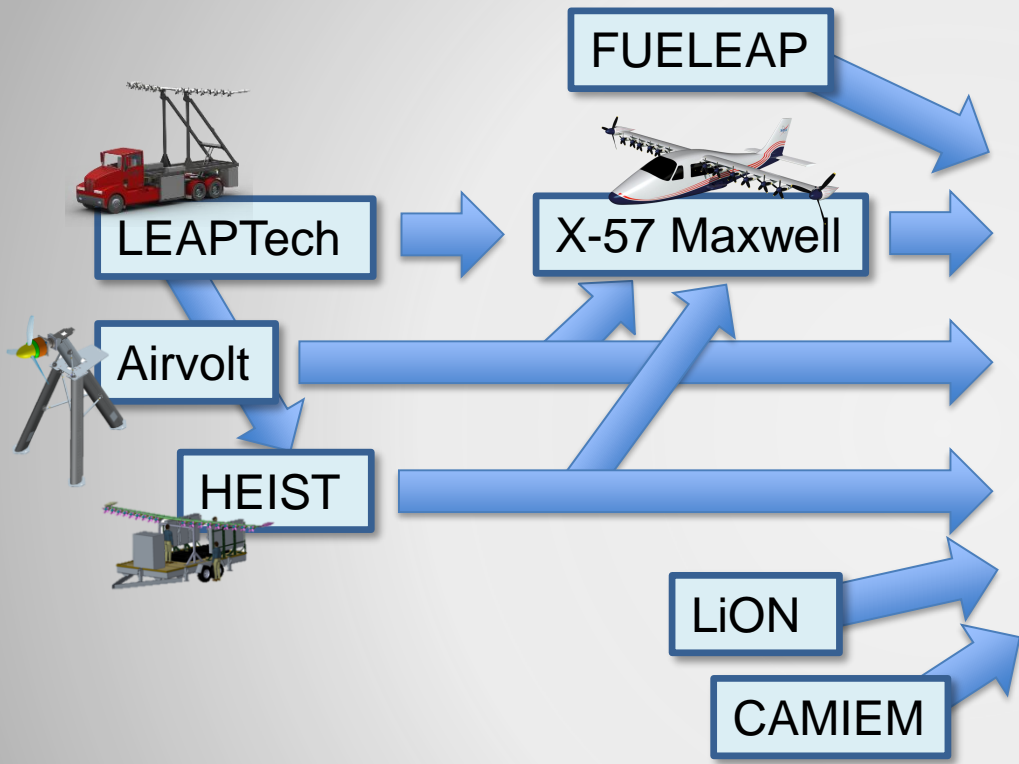 FUELEAP
LEAPTech
X-57 Maxwell
Airvolt
HEIST
LiON
CAMIEM